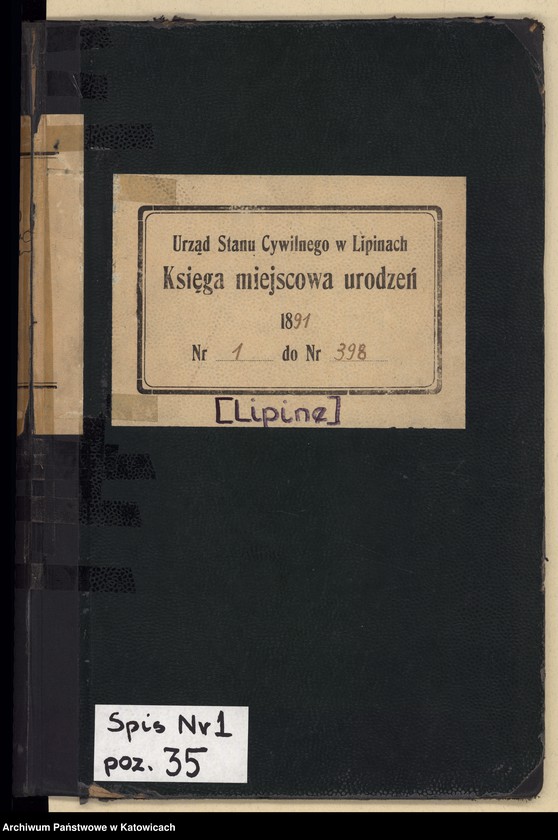 Urząd Stanu Cywilnego w Lipinach
Księga miejscowa urodzeń
1891
Nr 1 do Nr 398
[Lipine]
Spis Nr 1
poz. 35
Archiwum Państwowe w Katowicach